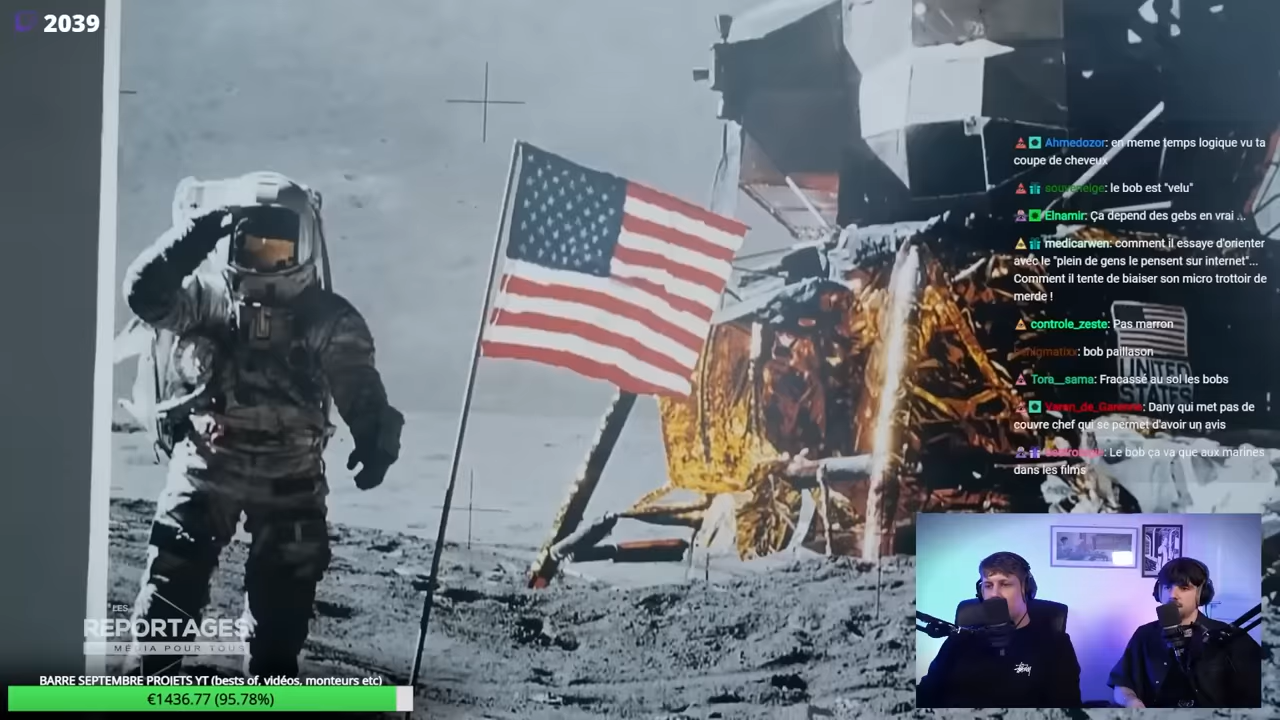 2039
Ahmedozor: en meme temps logique vu ta
coupe de cheveux
souveneige: le bob est "velu"
Elnamir: Ça depend des gebs en vrai ...
medicarwen: comment il essaye d'orienter
avec le "plein de gens le pensent sur internet"...
Comment il tente de biaiser son micro trottoir de
merde !
controle_zeste: Pas marron
: bob paillason
Tora__sama: Fracassé au sol les bobs
: Dany qui met pas de
couvre chef qui se permet d'avoir un avis
: Le bob ça va que aux marines
dans les films
UNITED
STATES
LES
REPORTAGES
MÉDIA POUR TOUS
BARRE SEPTEMBRE PROJETS YT (bests of, vidéos, monteurs etc)
€1436.77 (95.78%)